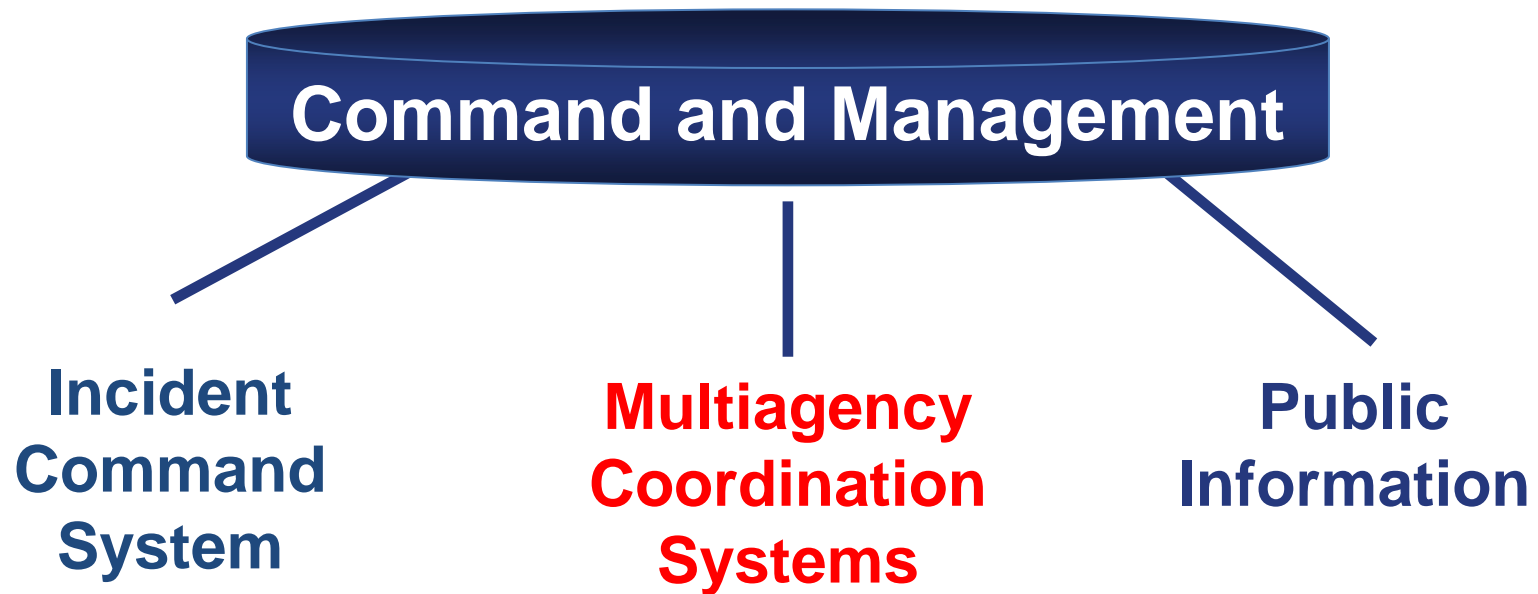 Command and Management
Incident
Command
System
Multiagency
Coordination
Systems
Public
Information